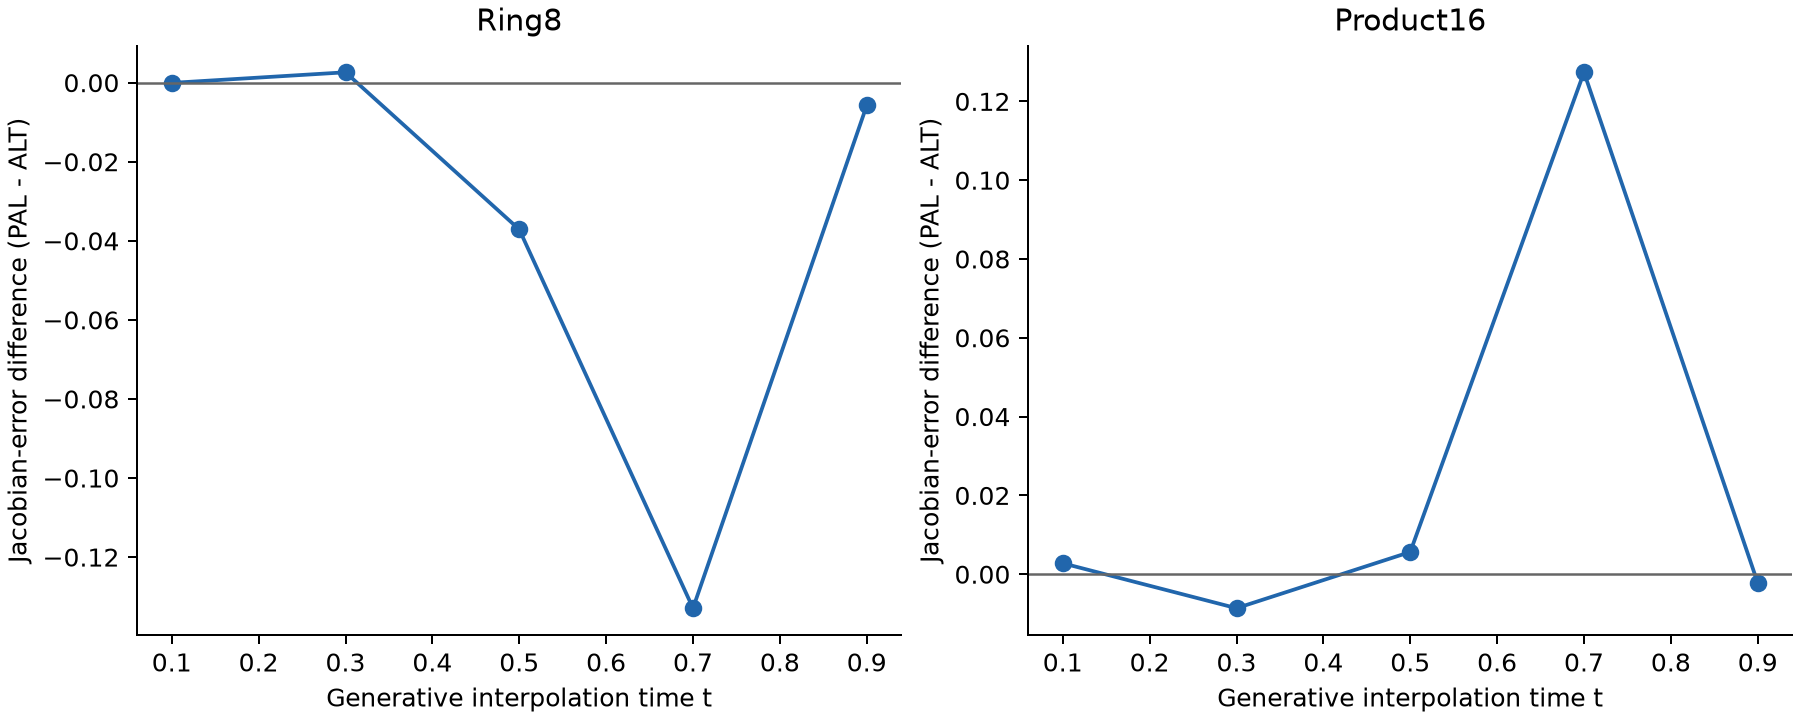 Ring8
Jacobian-error difference (PAL - ALT)
0.00
−0.02
−0.04
−0.06
−0.08
−0.10
−0.12
0.1 0.2 0.3 0.4 0.5 0.6 0.7 0.8 0.9
Generative interpolation time t
Product16
Jacobian-error difference (PAL - ALT)
0.12
0.10
0.08
0.06
0.04
0.02
0.00
0.1 0.2 0.3 0.4 0.5 0.6 0.7 0.8 0.9
Generative interpolation time t